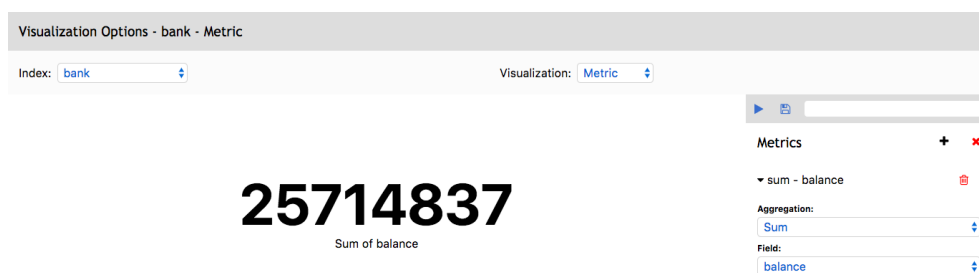 Visualization Options - bank - Metric
Index: bank Visualization: Metric
Metrics
sum - balance
Aggregation:
Sum
Field:
balance
25714837
Sum of balance